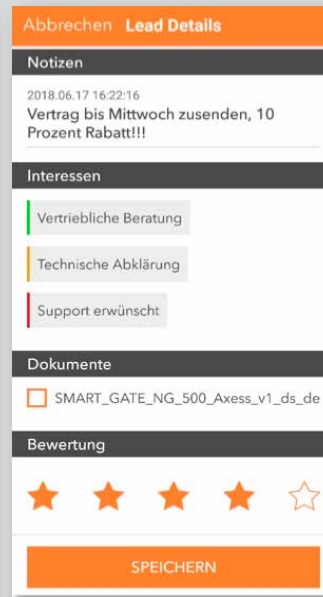 Abbrechen Lead Details
Notizen
2018.06.17 16:22:16
Vertrag bis Mittwoch zusenden, 10
Prozent Rabatt!!!
Interessen
Vertriebliche Beratung
Technische Abklärung
Support erwünscht
Dokumente
SMART_GATE_NG_500_Axess_v1_ds_de
Bewertung
SPEICHERN